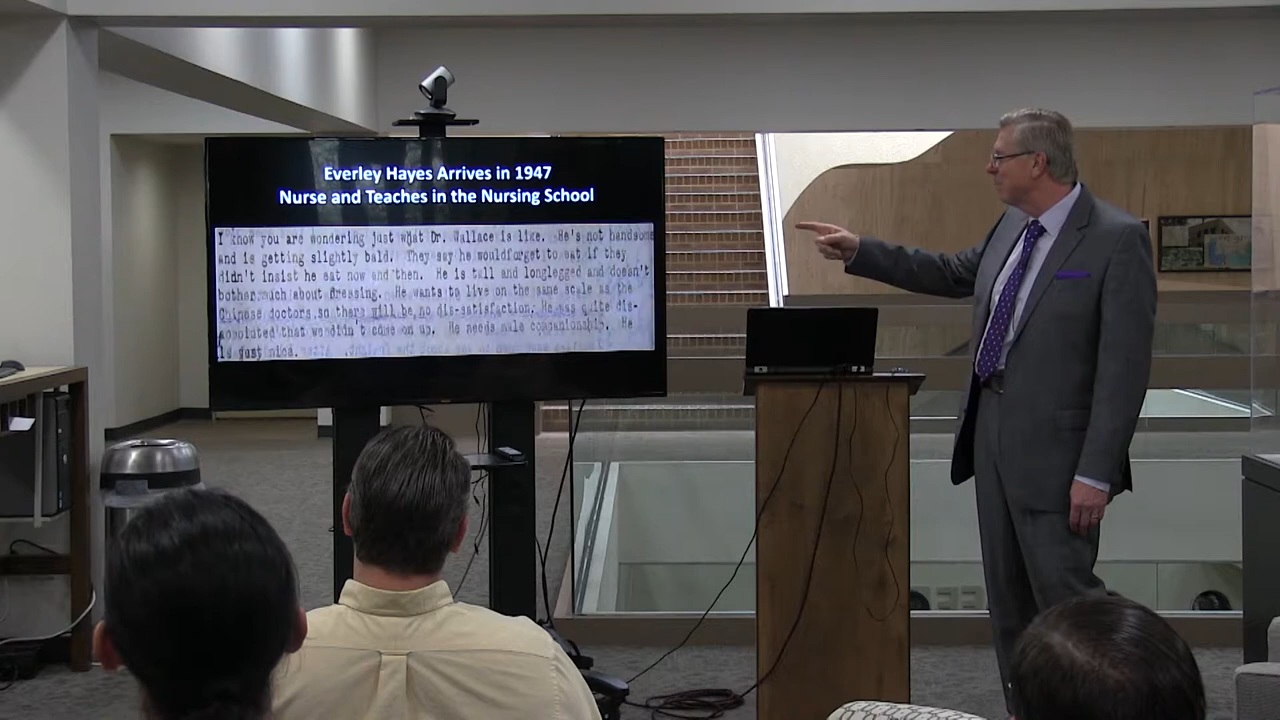 Everley Hayes Arrives in 1947
Nurse and Teaches in the Nursing School
I know you are wondering just what Dr. Wallace is like. He's not handsome
and is getting slightly bald. They say he wouldforget to eat if they
didn't insist he eat now and then. He is tall and longlegged and doesn't
bother much about dressing. He wants to live on the same scale as the
Chinese doctors so there will be no dis-satisfaction. He was quite dis-
appointed that we didn't come on up. He needs male companionship. He
is just nice.